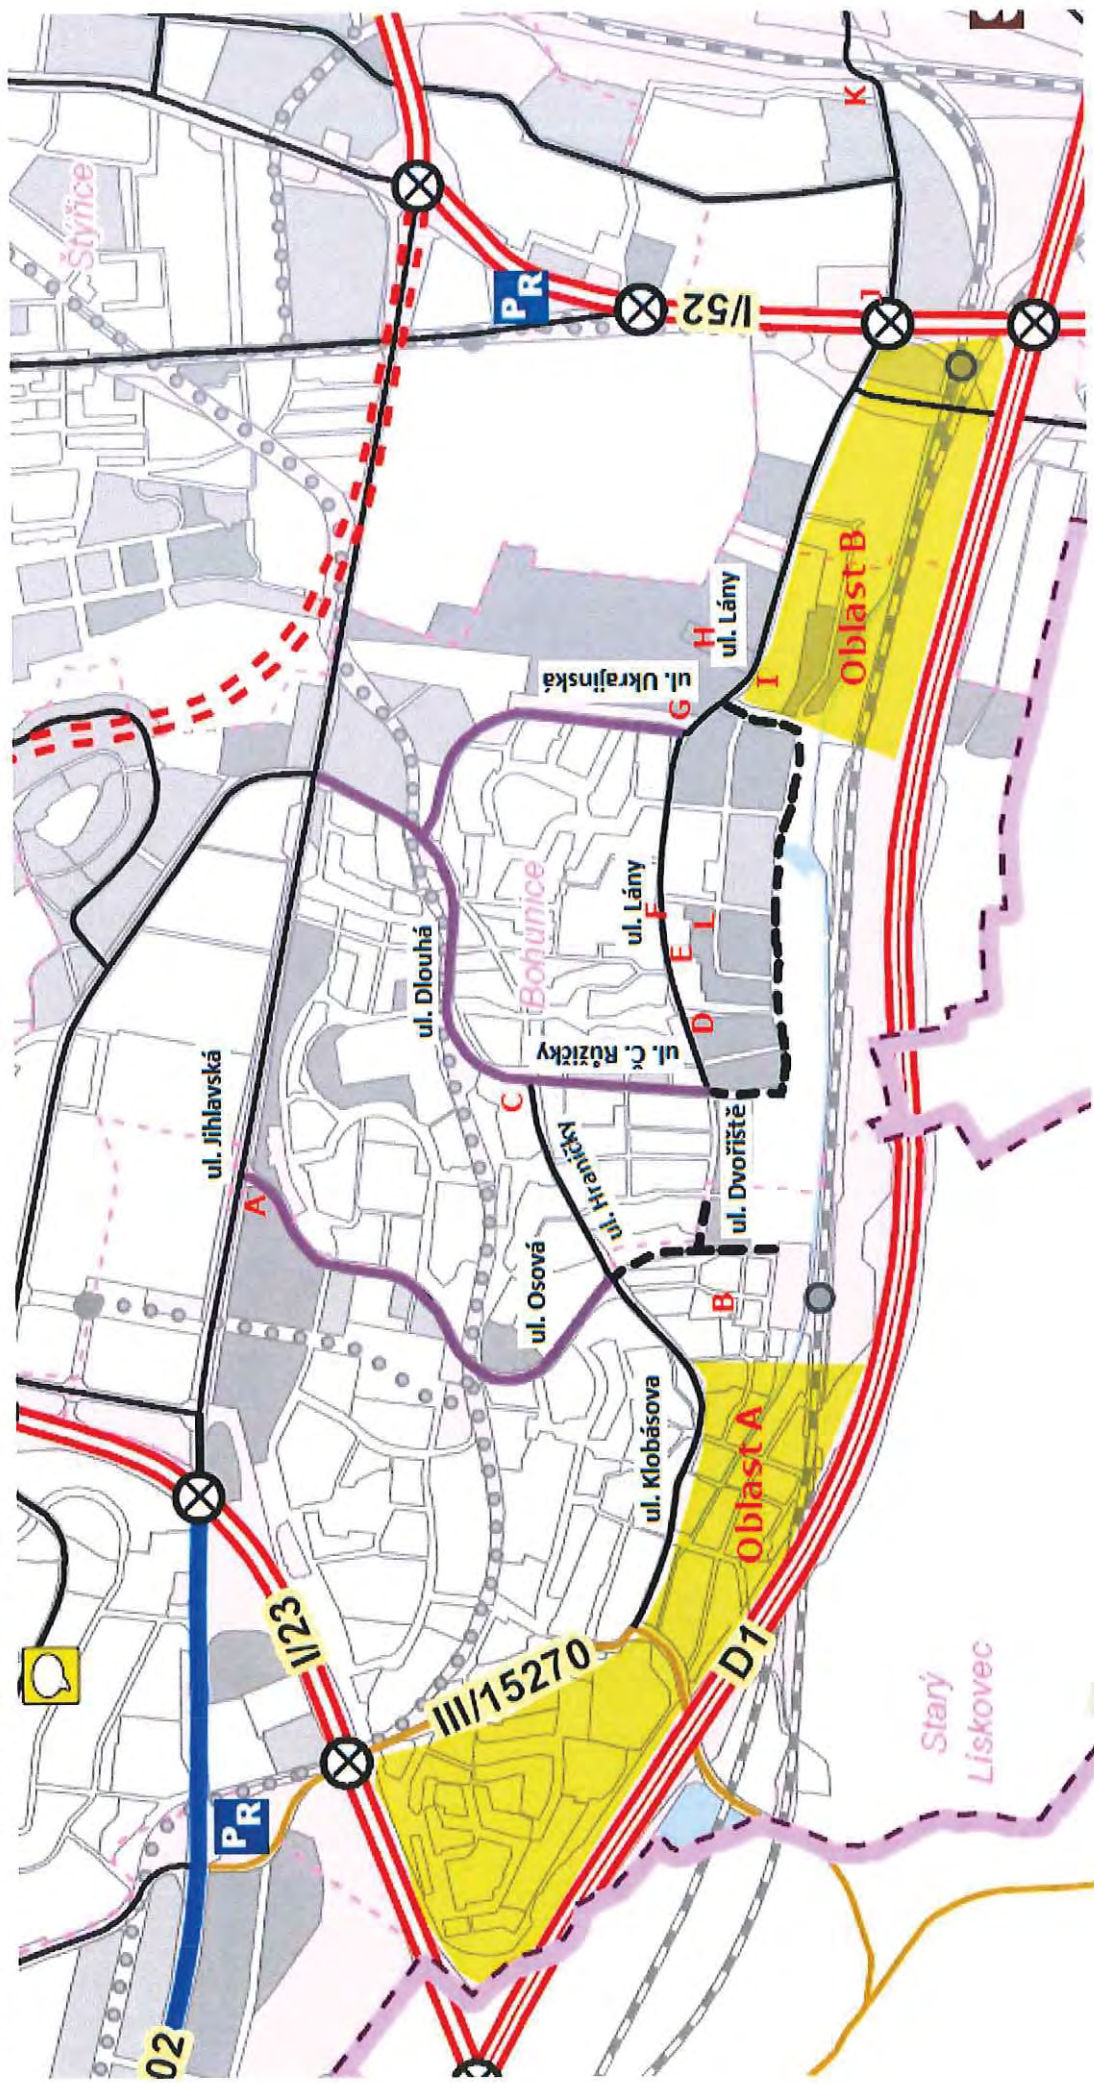 02
P
R
I/23
III/15270
D1
Oblast A
Starý
Lískovec
ul. Klobásova
ul. Osová
B
A
ul. Jihlavská
ul. Hraničky
ul. Dvořiště
C
ul. Č. Růžičky
ul. Dlouhá
Bohunice
D
E
F
L
ul. Lány
G
ul. Ukrajinská
H
ul. Lány
I
Oblast B
J
P
R
I/52
K
Štýřice